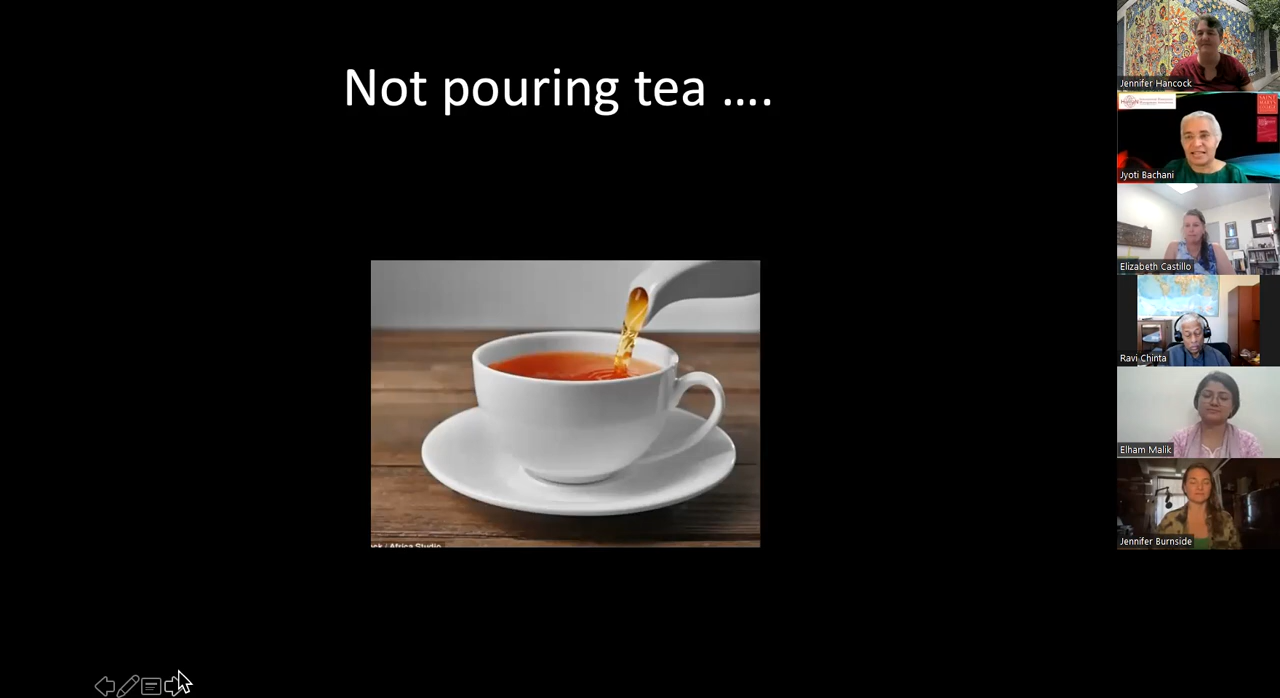 Not pouring tea ....
Jennifer Hancock
Jyoti Bachani
Elizabeth Castillo
Ravi Chinta
Elham Malik
Jennifer Burnside